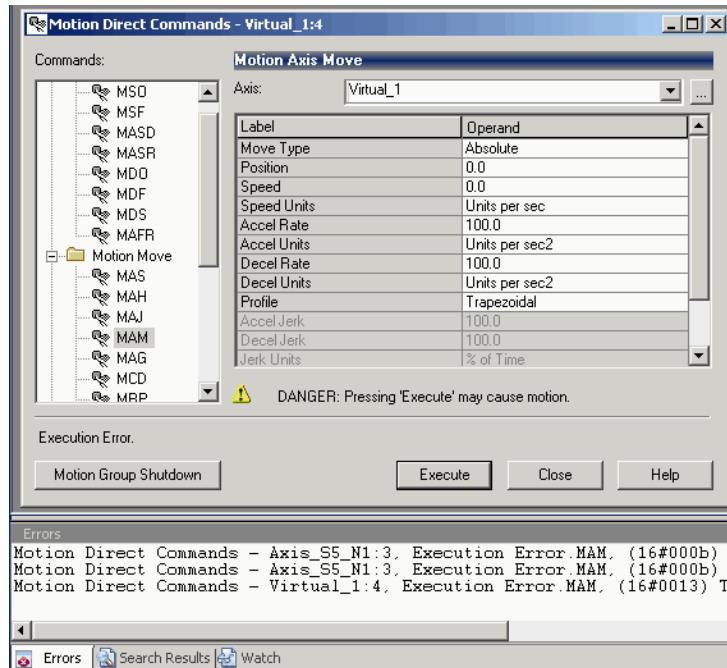 Motion Direct Commands - Virtual_1:4
Commands:
Motion Axis Move
MSO
MSF
MASD
MASR
MDO
MDF
MDS
MAFR
Motion Move
MAS
MAH
MAJ
MAM
MAG
MCD
MRP
Axis: Virtual_1 ...
Label Operand
Move Type Absolute
Position 0.0
Speed 0.0
Speed Units Units per sec
Accel Rate 100.0
Accel Units Units per sec2
Decel Rate 100.0
Decel Units Units per sec2
Profile Trapezoidal
Accel Jerk 100.0
Decel Jerk 100.0
Jerk Units % of Time
DANGER: Pressing 'Execute' may cause motion.
Execution Error.
Motion Group Shutdown Execute Close Help
Errors
Motion Direct Commands - Axis_S5_N1:3, Execution Error.MAM, (16#000b)
Motion Direct Commands - Axis_S5_N1:3, Execution Error.MAM, (16#000b)
Motion Direct Commands - Virtual_1:4, Execution Error.MAM, (16#0013) T
Errors Search Results Watch